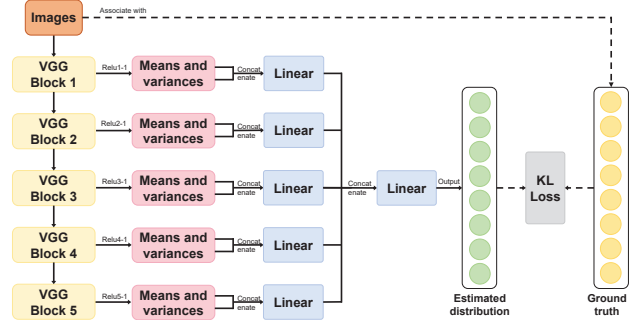 Images
Associate with
VGG
Block 1
Relu1-1
Means and
variances
Concat
enate
Linear
VGG
Block 2
Relu2-1
Means and
variances
Concat
enate
Linear
VGG
Block 3
Relu3-1
Means and
variances
Concat
enate
Linear
Concat
enate
Linear
Output
KL
Loss
VGG
Block 4
Relu4-1
Means and
variances
Concat
enate
Linear
VGG
Block 5
Relu5-1
Means and
variances
Concat
enate
Linear
Estimated
distribution
Ground
truth